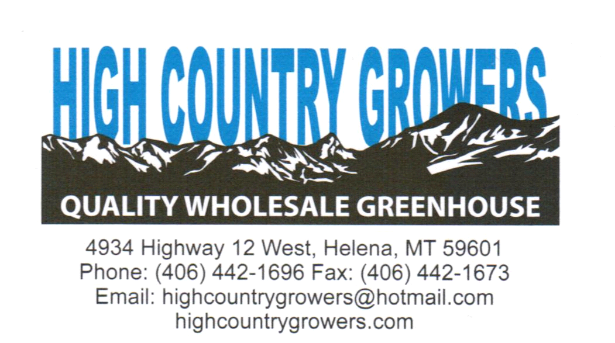 HIGH COUNTRY GROWERS
QUALITY WHOLESALE GREENHOUSE
4934 Highway 12 West, Helena, MT 59601
Phone: (406) 442-1696 Fax: (406) 442-1673
Email: highcountrygrowers@hotmail.com
highcountrygrowers.com